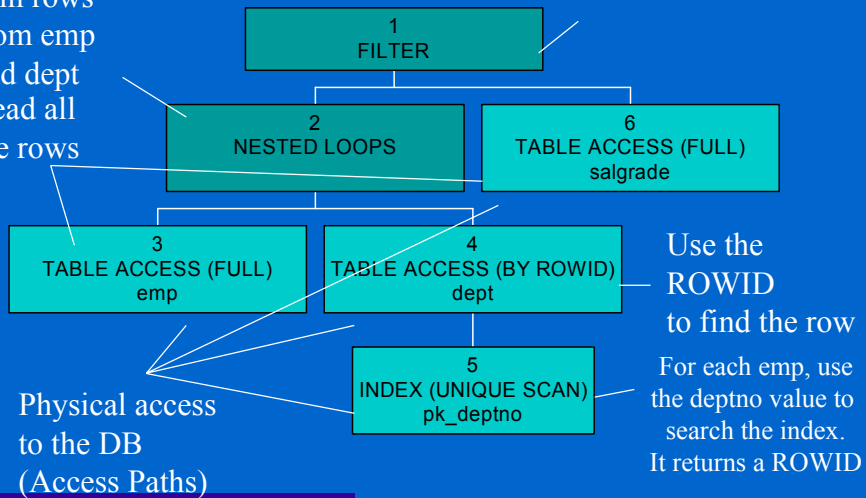 om emp
d dept
ead all
e rows
1
FILTER
2
NESTED LOOPS
6
TABLE ACCESS (FULL)
salgrade
3
TABLE ACCESS (FULL)
emp
4
TABLE ACCESS (BY ROWID)
dept
Use the
ROWID
to find the row
5
INDEX (UNIQUE SCAN)
pk_deptno
For each emp, use
the deptno value to
search the index.
It returns a ROWID
Physical access
to the DB
(Access Paths)